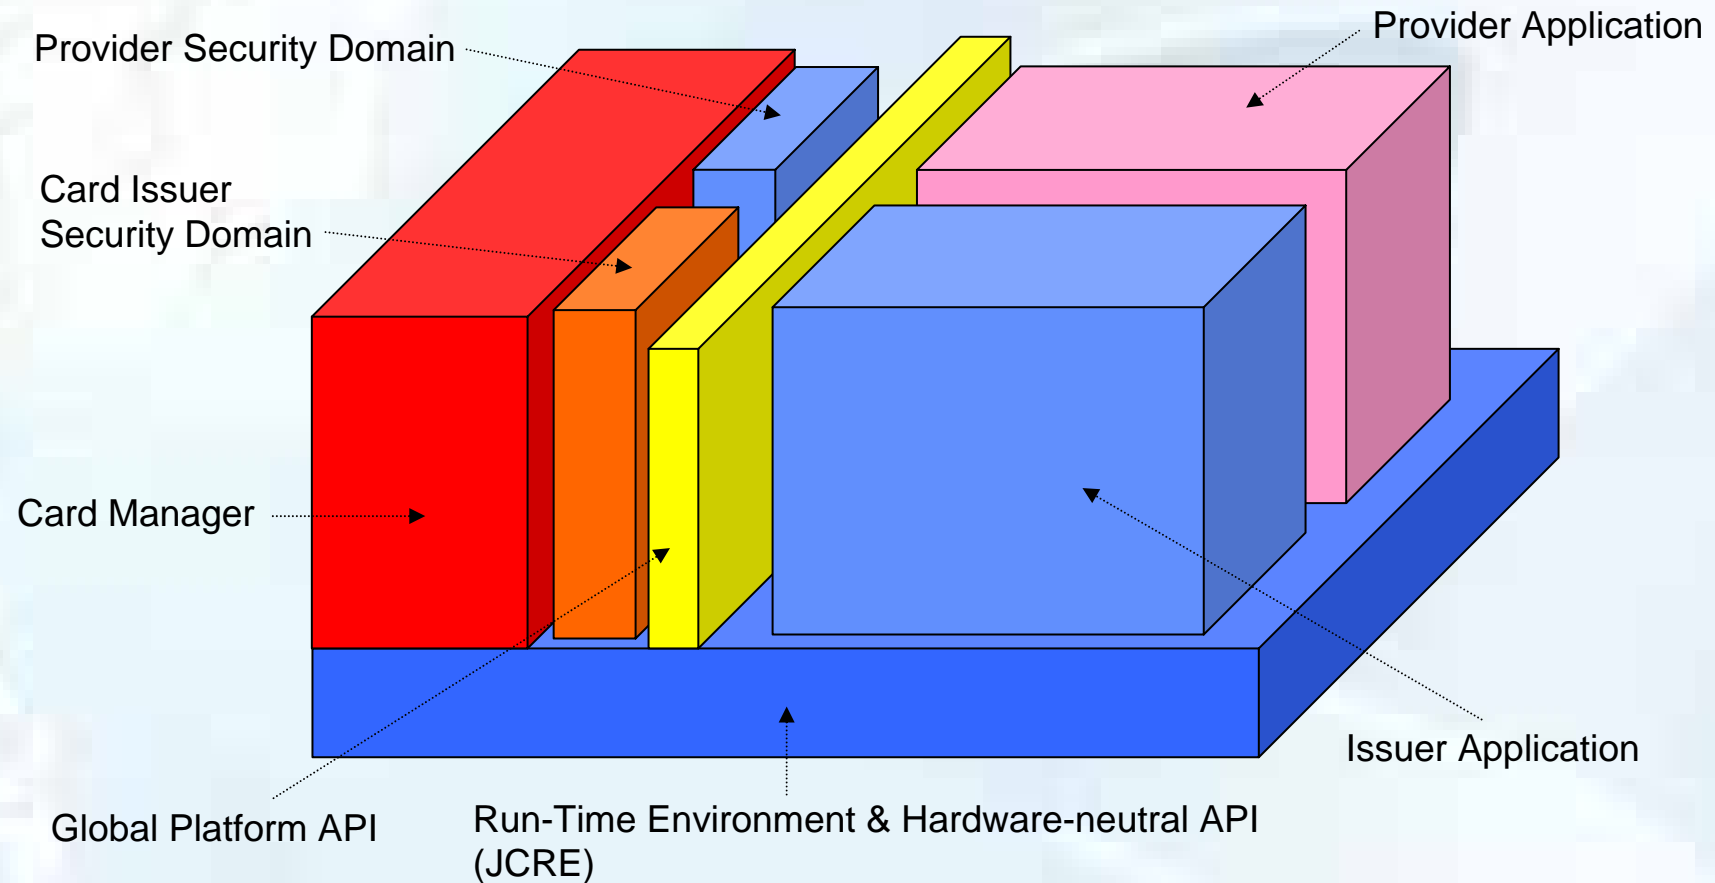 Provider Application
Provider Security Domain
Card Issuer
Security Domain
Card Manager
Issuer Application
Global Platform API
Run-Time Environment & Hardware-neutral API
(JCRE)